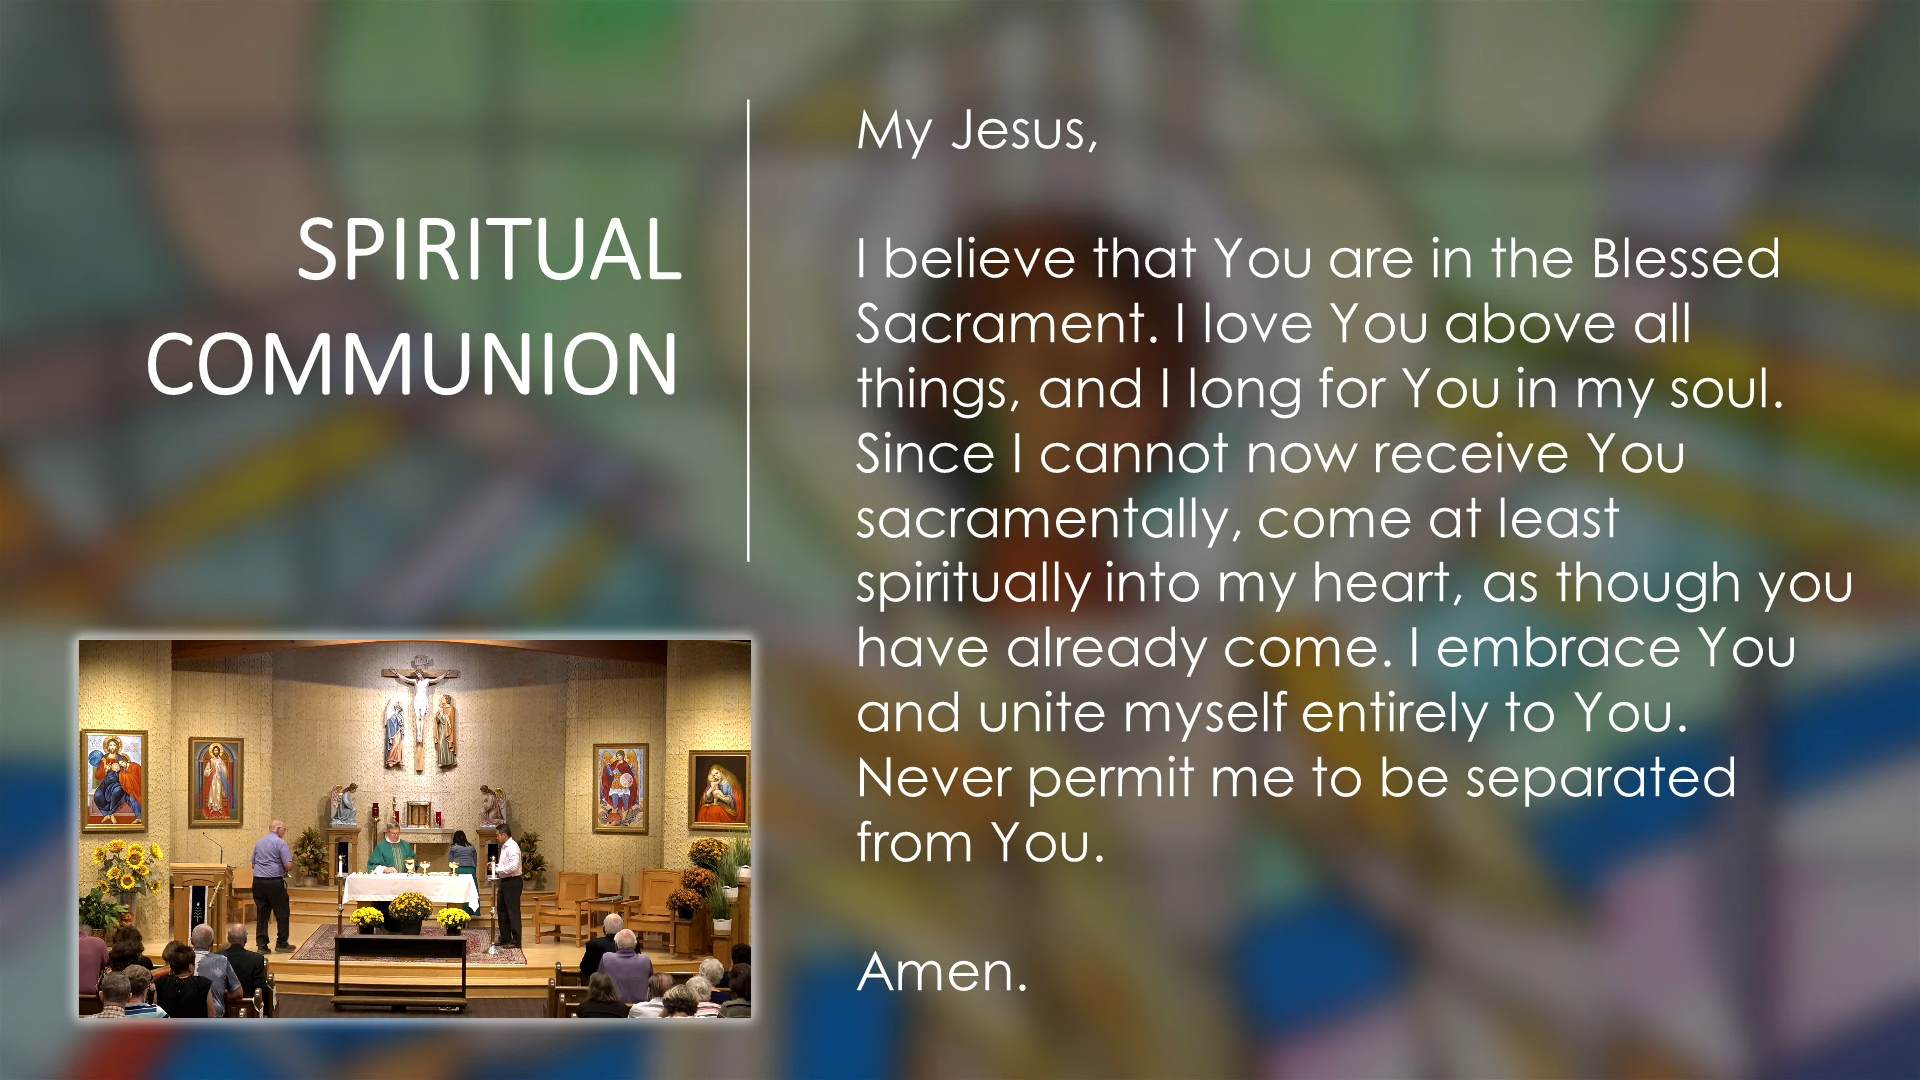 SPIRITUAL
COMMUNION
My Jesus,
I believe that You are in the Blessed
Sacrament. I love You above all
things, and I long for You in my soul.
Since I cannot now receive You
sacramentally, come at least
spiritually into my heart, as though you
have already come. I embrace You
and unite myself entirely to You.
Never permit me to be separated
from You.
Amen.